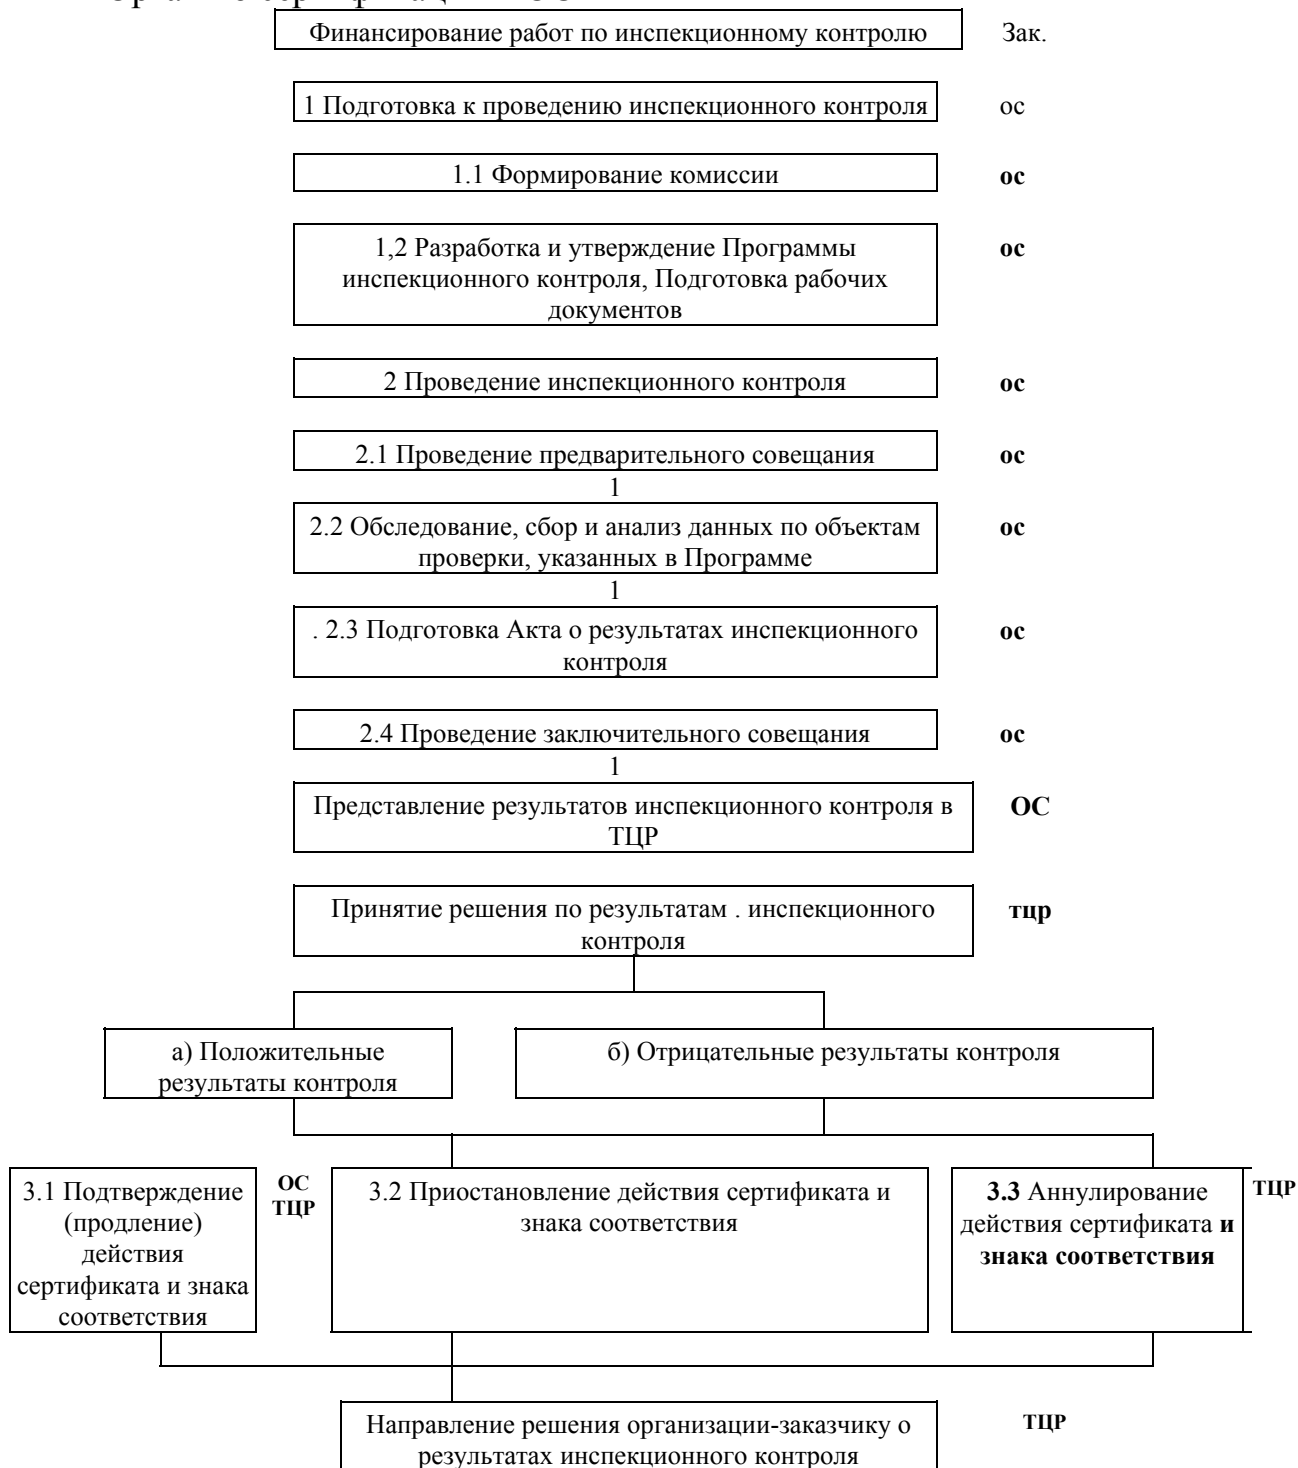 Финансирование работ по инспекционному контролю Зак.
1 Подготовка к проведению инспекционного контроля ос
1.1 Формирование комиссии ос
1,2 Разработка и утверждение Программы ос
инспекционного контроля, Подготовка рабочих
документов
2 Проведение инспекционного контроля ос
2.1 Проведение предварительного совещания ос
1
2.2 Обследование, сбор и анализ данных по объектам ос
проверки, указанных в Программе
1
. 2.3 Подготовка Акта о результатах инспекционного ос
контроля
2.4 Проведение заключительного совещания ос
1
Представление результатов инспекционного контроля в ОС
ТЦР
Принятие решения по результатам . инспекционного тцр
контроля
а) Положительные
результаты контроля
б) Отрицательные результаты контроля
3.1 Подтверждение
(продление)
действия
сертификата и знака
соответствия
ОС
ТЦР
3.2 Приостановление действия сертификата и
знака соответствия
3.3 Аннулирование
действия сертификата и
знака соответствия
ТЦР
Направление решения организации-заказчику о ТЦР
результатах инспекционного контроля